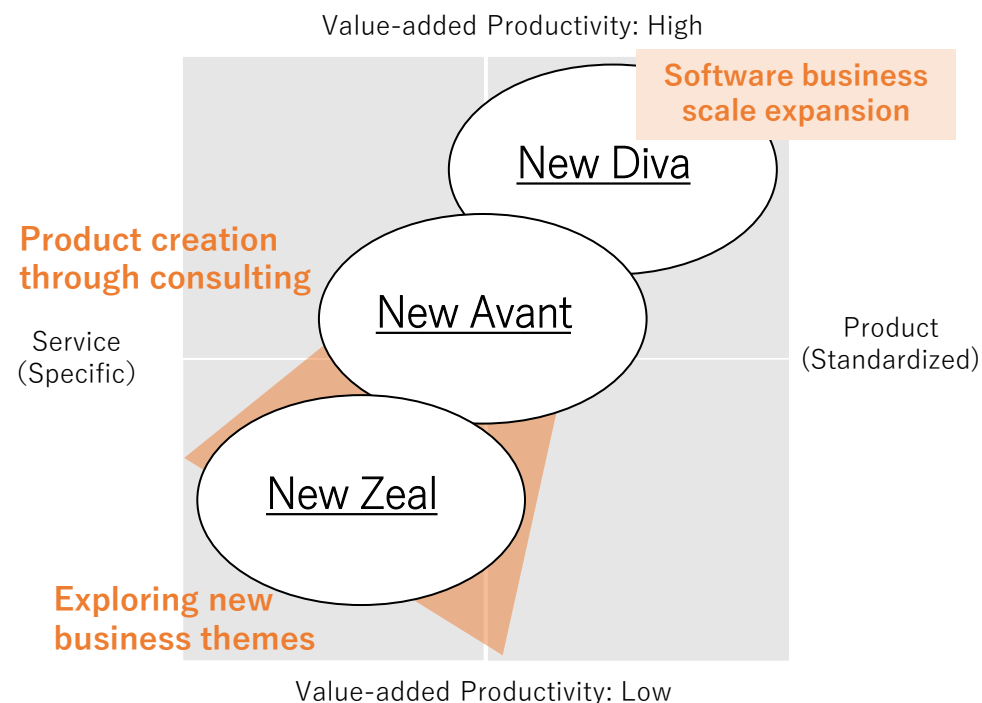 Value-added Productivity: High
Software business
scale expansion
New Diva
Product creation
through consulting
New Avant
Service
(Specific)
Product
(Standardized)
New Zeal
Exploring new
business themes
Value-added Productivity: Low